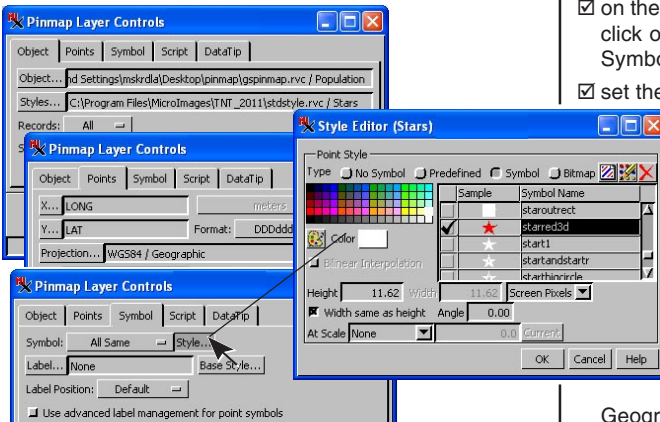 Pinmap Layer Controls
Object Points Symbol Script DataTip
Object... nd Settings\mskrdla\Desktop\pinmap\gspinmap.rvc / Population
Styles... C:\Program Files\MicroImages\TNT_2011\stdstyle.rvc / Stars
Records: All
Pinmap Layer Controls
Object Points Symbol Script DataTip
X... LONG meters
Y... LAT Format: DDDddd
Projection... WGS84 / Geographic
Pinmap Layer Controls
Object Points Symbol Script DataTip
Symbol: All Same Style...
Label... None Base Style...
Label Position: Default
Use advanced label management for point symbols
Style Editor (Stars)
Point Style
Type No Symbol Predefined Symbol Bitmap
Sample Symbol Name
staroutrect
starred3d
start1
startandstartr
starthincircle
Color
Bilinear Interpolation
Height 11.62 Width 11.62 Screen Pixels
Width same as height Angle 0.00
At Scale None 0.0 Current
OK Cancel Help
on the
click o
Symbo
set the
Geogr